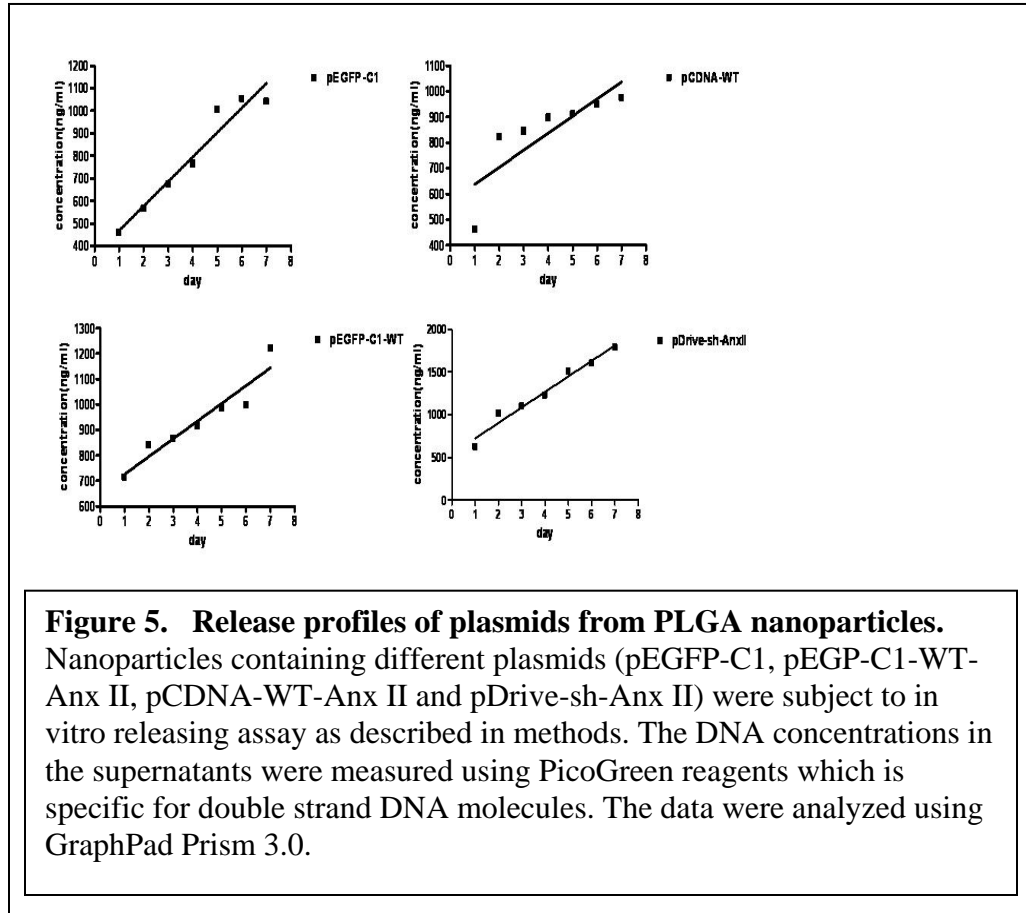 1200
1100
1000
900
800
700
600
500
400
concentration(ng/ml)
0 1 2 3 4 5 6 7 8
day
pEGFP-C1
1100
1000
900
800
700
600
500
400
concentration(ng/ml)
0 1 2 3 4 5 6 7 8
day
pCDNA-WT
1300
1200
1100
1000
900
800
700
600
concentration(ng/ml)
0 1 2 3 4 5 6 7 8
day
pEGFP-C1-WT
2000
1500
1000
500
0
concentration(ng/ml)
0 1 2 3 4 5 6 7 8
day
pDrive-sh-AnxII
Figure 5. Release profiles of plasmids from PLGA nanoparticles.
Nanoparticles containing different plasmids (pEGFP-C1, pEGP-C1-WT-
Anx II, pCDNA-WT-Anx II and pDrive-sh-Anx II) were subject to in
vitro releasing assay as described in methods. The DNA concentrations in
the supernatants were measured using PicoGreen reagents which is
specific for double strand DNA molecules. The data were analyzed using
GraphPad Prism 3.0.